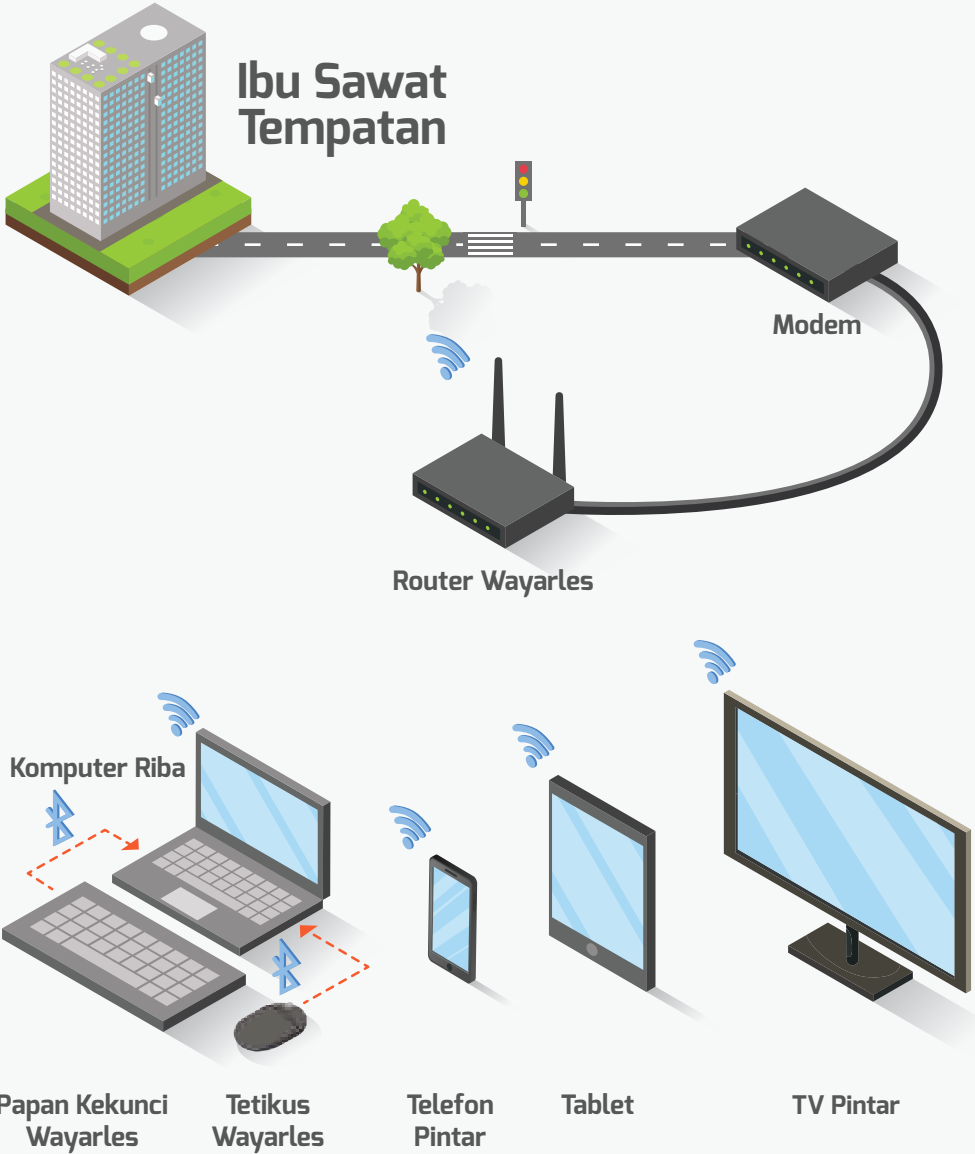 Ibu Sawat
Tempatan
Modem
Router Wayarles
Komputer Riba
Papan Kekunci
Wayarles
Tetikus
Wayarles
Telefon
Pintar
Tablet
TV Pintar